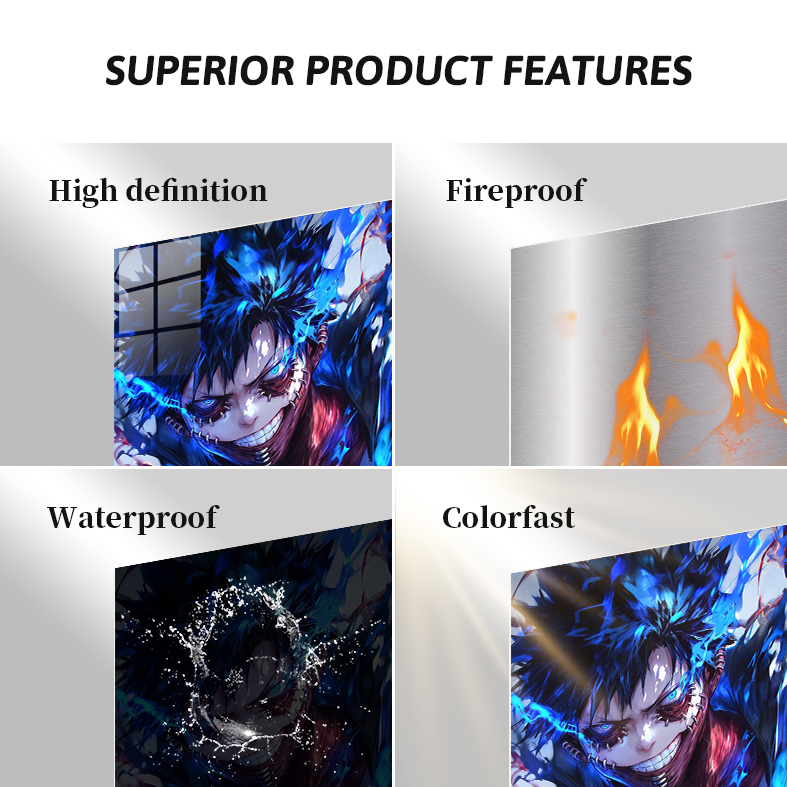 SUPERIOR PRODUCT FEATURES
High definition
Fireproof
Waterproof
Colorfast